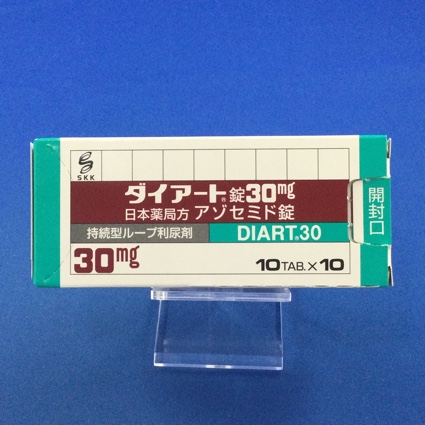 SKK
ダイアート®錠30mg
日本薬局方 アゾセミド錠
持続型ループ利尿剤 DIART.30
30mg 10TAB.×10
開封口